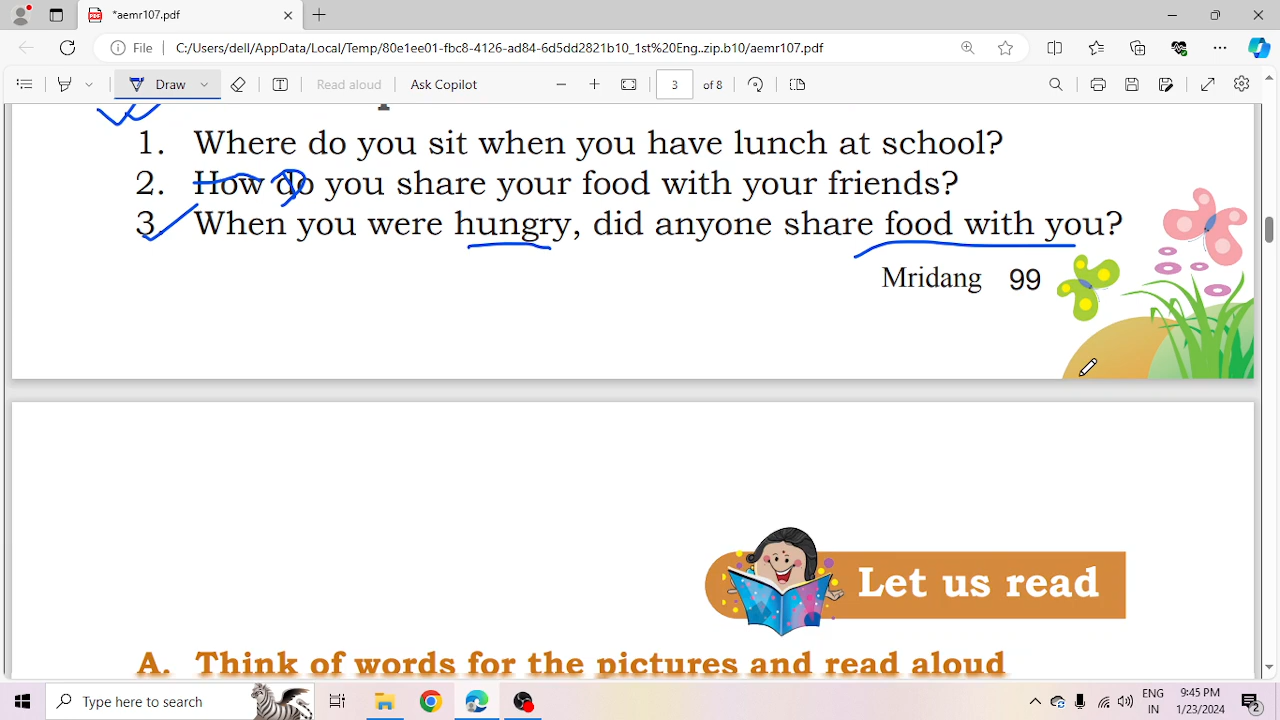 *aemr107.pdf
File C:/Users/dell/AppData/Local/Temp/80e1ee01-fbc8-4126-ad84-6d10d2821b10_1st%20Eng..zip.b10/aemr107.pdf
Draw Read aloud Ask Copilot 3 of 8
1. Where do you sit when you have lunch at school?
2. How do you share your food with your friends?
3. When you were hungry, did anyone share food with you?
Mridang 99
Let us read
A. Think of words for the pictures and read aloud
Type here to search
ENG 9:45 PM
IN 1/23/2024 2